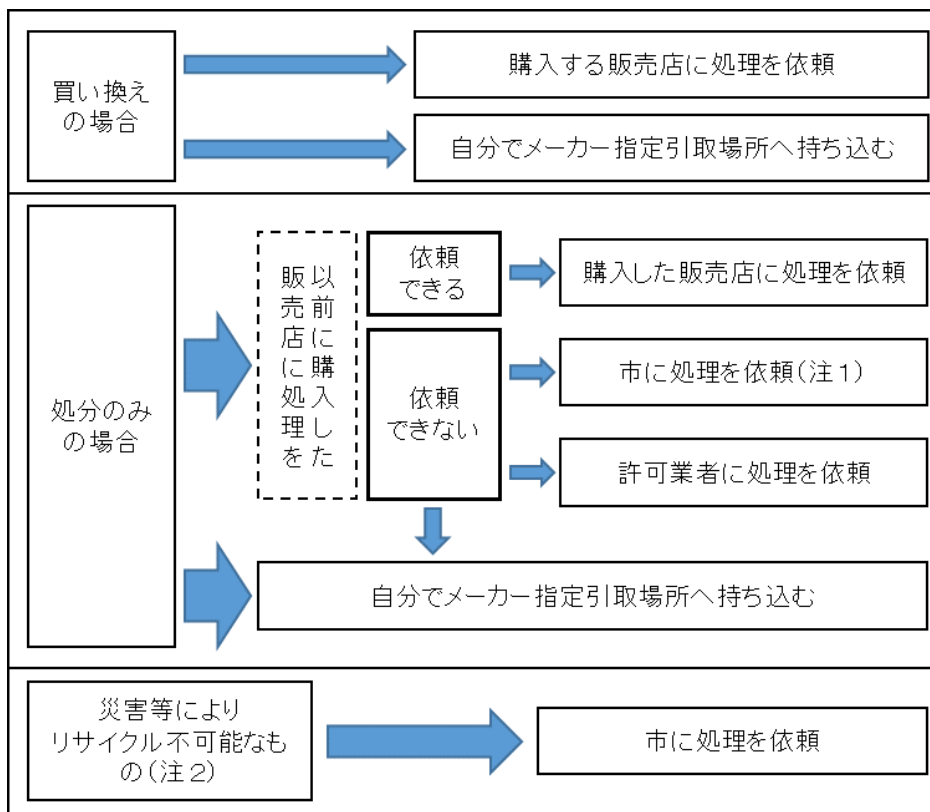 買い換え
の場合
購入する販売店に処理を依頼
自分でメーカー指定引取場所へ持ち込む
処分のみ
の場合
以前に購入した
販売店に処理を
依頼
できる
購入した販売店に処理を依頼
依頼
できない
市に処理を依頼(注1)
許可業者に処理を依頼
自分でメーカー指定引取場所へ持ち込む
災害等により
リサイクル不可能なも
の(注2)
市に処理を依頼